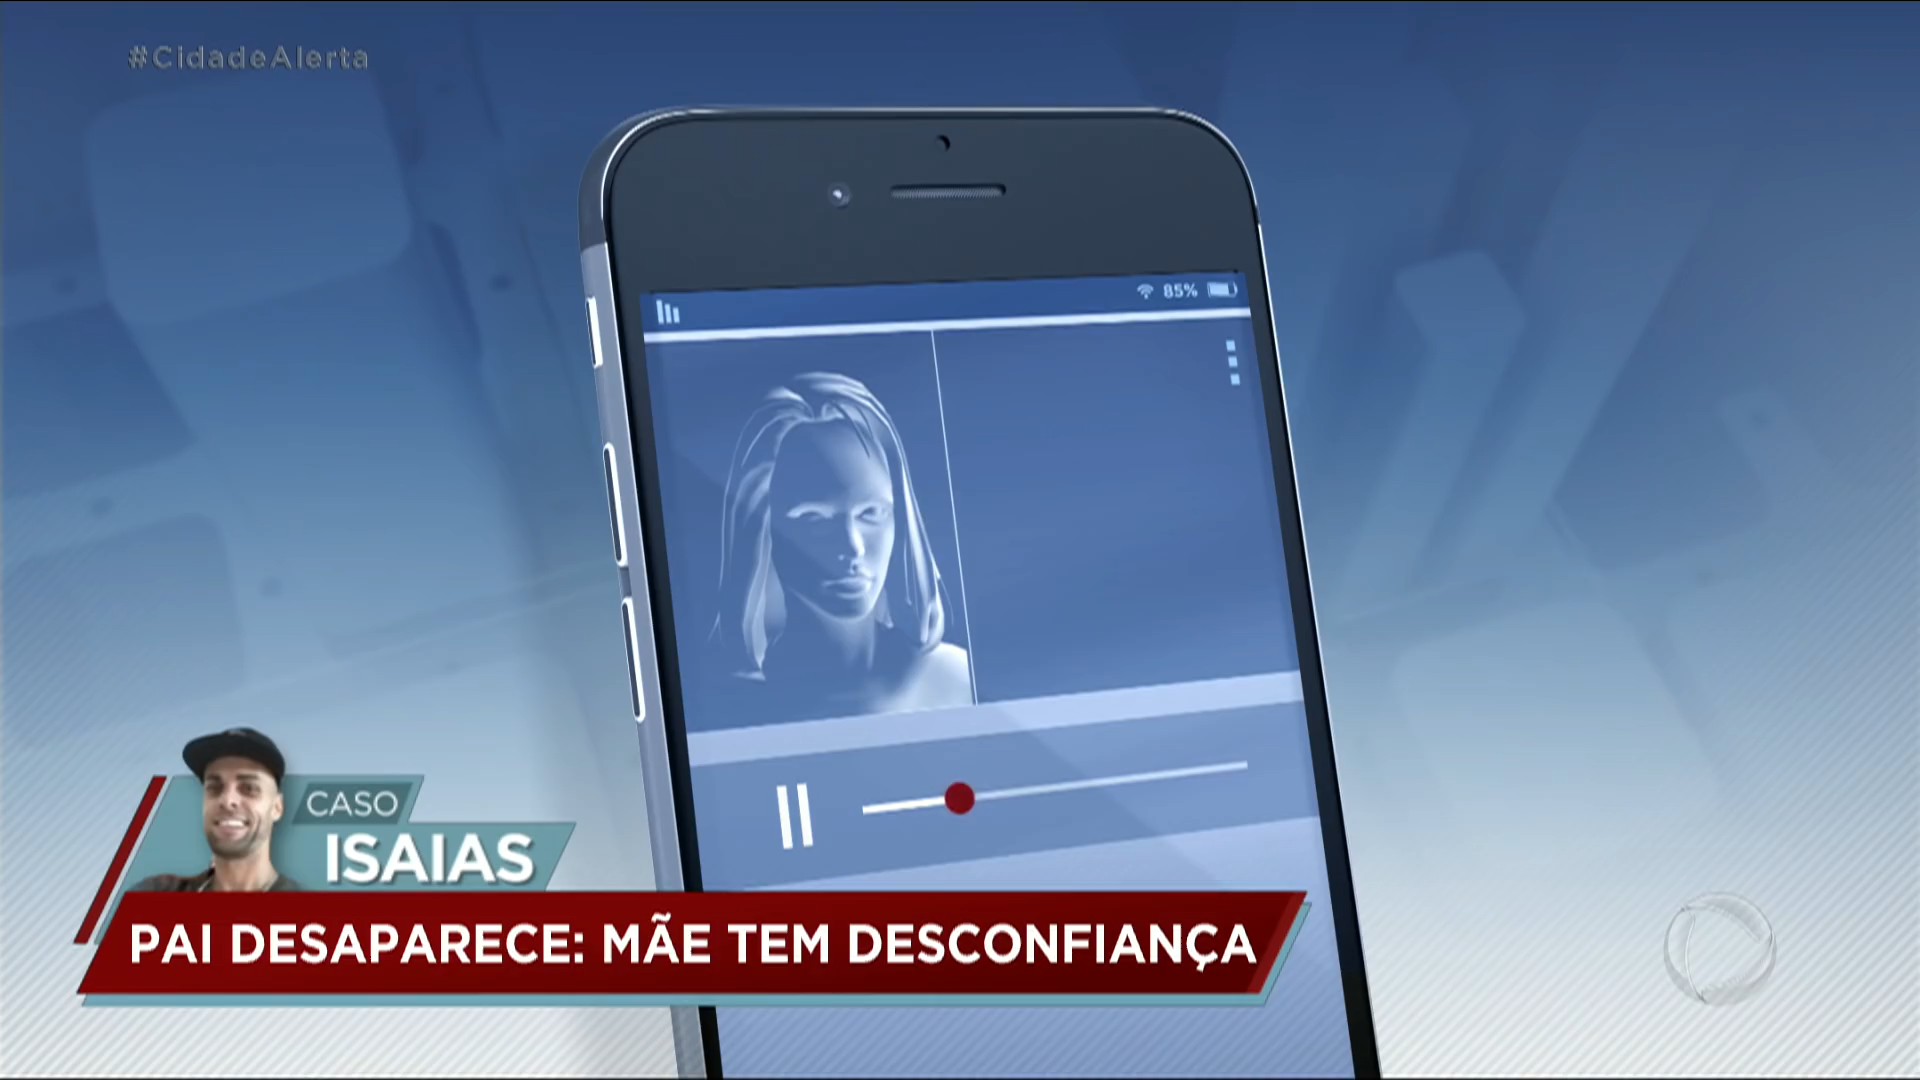 #CidadeAlerta
85%
CASO
ISAIAS
PAI DESAPARECE: MÃE TEM DESCONFIANÇA